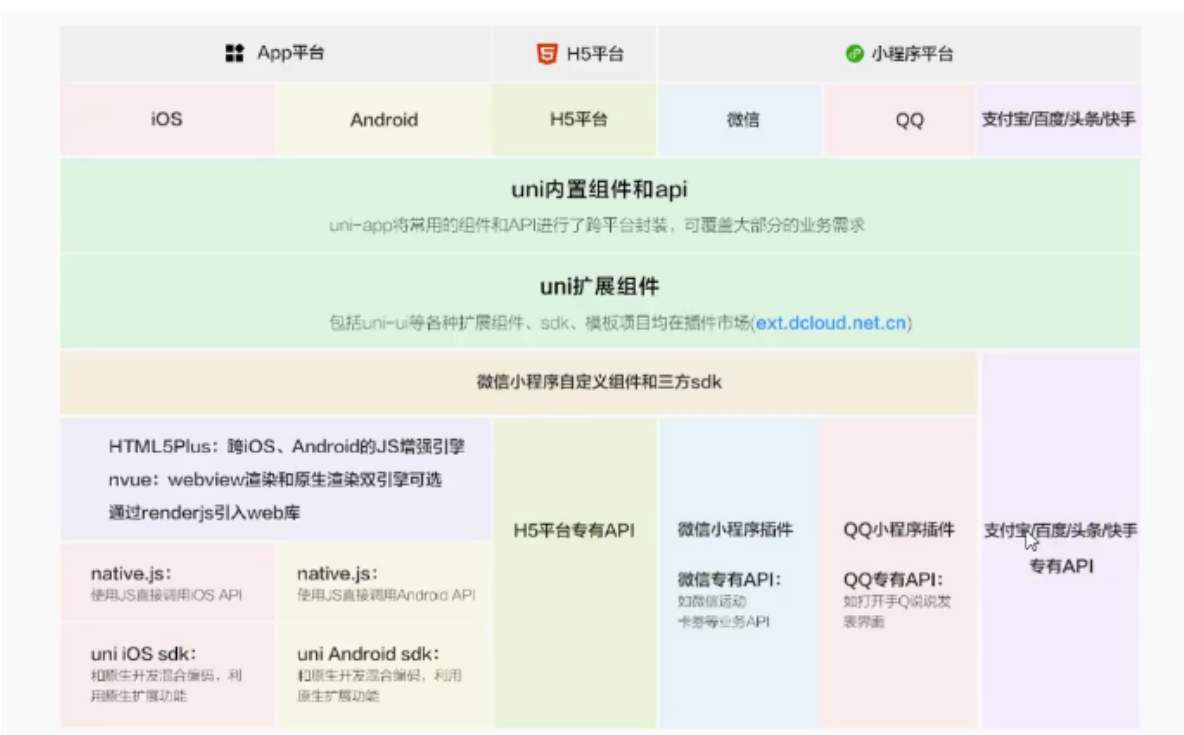 App平台
H5平台
小程序平台
iOS
Android
H5平台
微信
QQ
支付宝/百度/头条/快手
uni内置组件和api
uni-app将常用的组件和API进行了跨平台封装，可覆盖大部分的业务需求
uni扩展组件
包括uni-ui等各种扩展组件、sdk、模板项目均在插件市场(ext.dcloud.net.cn)
微信小程序自定义组件和三方sdk
HTML5Plus：跨iOS、Android的JS增强引擎
nvue：webview渲染和原生渲染双引擎可选
通过renderjs引入web库
native.js：
使用JS直接调用iOS API
native.js：
使用JS直接调用Android API
uni iOS sdk：
和原生开发混合编码，利
用原生扩展功能
uni Android sdk：
和原生开发混合编码，利用
原生扩展功能
H5平台专有API
微信小程序插件
微信专有API：
如微信运动
卡券等业务API
QQ小程序插件
QQ专有API：
如打开手Q说说发
表界面
支付宝/百度/头条/快手
专有API